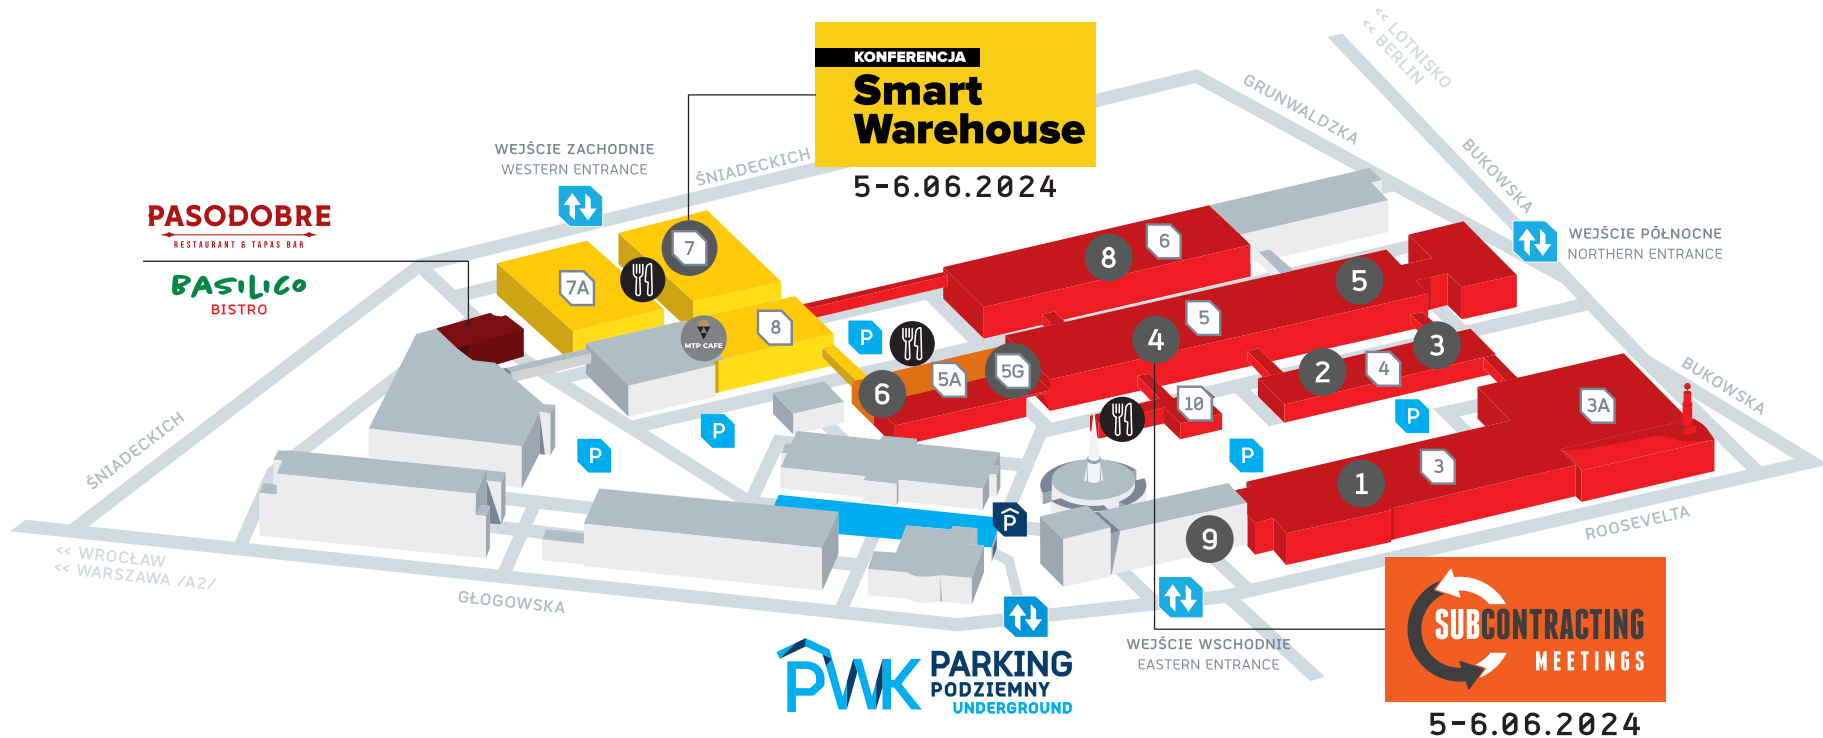 KONFERENCJA
Smart
Warehouse
5-6.06.2024
<< LOTNISKO
<< BERLIN
GRUNWALDZKA
BUKOWSKA
WEJŚCIE ZACHODNIE
WESTERN ENTRANCE
ŚNIADECKICH
PASODOBRE
RESTAURANT & TAPAS BAR
BASILICO
BISTRO
WEJŚCIE PÓŁNOCNE
NORTHERN ENTRANCE
7
7A
8
MTP CAFE
6
8
5
5
4
3
2
4
5G
5A
6
10
P
P
P
P
P
P
3A
3
1
9
BUKOWSKA
ŚNIADECKICH
ROOSEVELTA
<< WROCŁAW
<< WARSZAWA /A2/
GŁOGOWSKA
WEJŚCIE WSCHODNIE
EASTERN ENTRANCE
PWK PARKING
PODZIEMNY
UNDERGROUND
SUBCONTRACTING
MEETINGS
5-6.06.2024